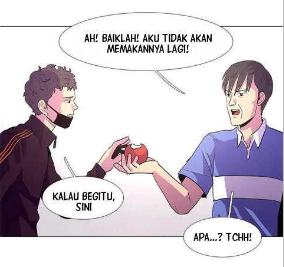 AH! BAIKLAH! AKU TIDAK AKAN
MEMAKANNYA LAGI!
KALAU BEGITU,
SINI
APA...? TCHH!